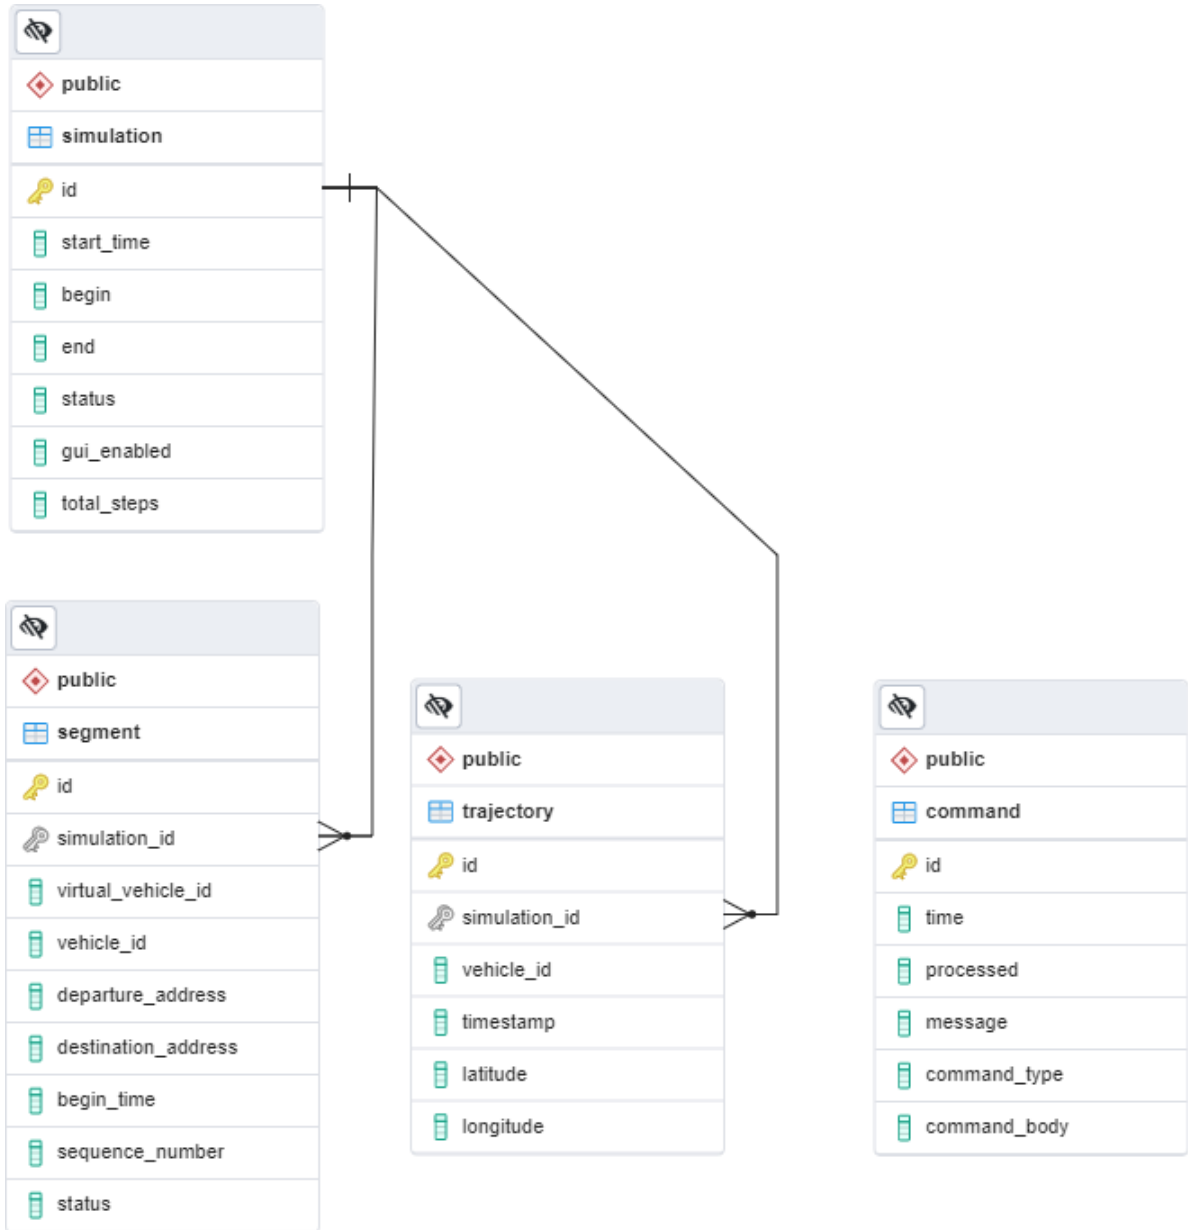 public
simulation
id
start_time
begin
end
status
gui_enabled
total_steps
public
segment
id
simulation_id
virtual_vehicle_id
vehicle_id
departure_address
destination_address
begin_time
sequence_number
status
public
trajectory
id
simulation_id
vehicle_id
timestamp
latitude
longitude
public
command
id
time
processed
message
command_type
command_body